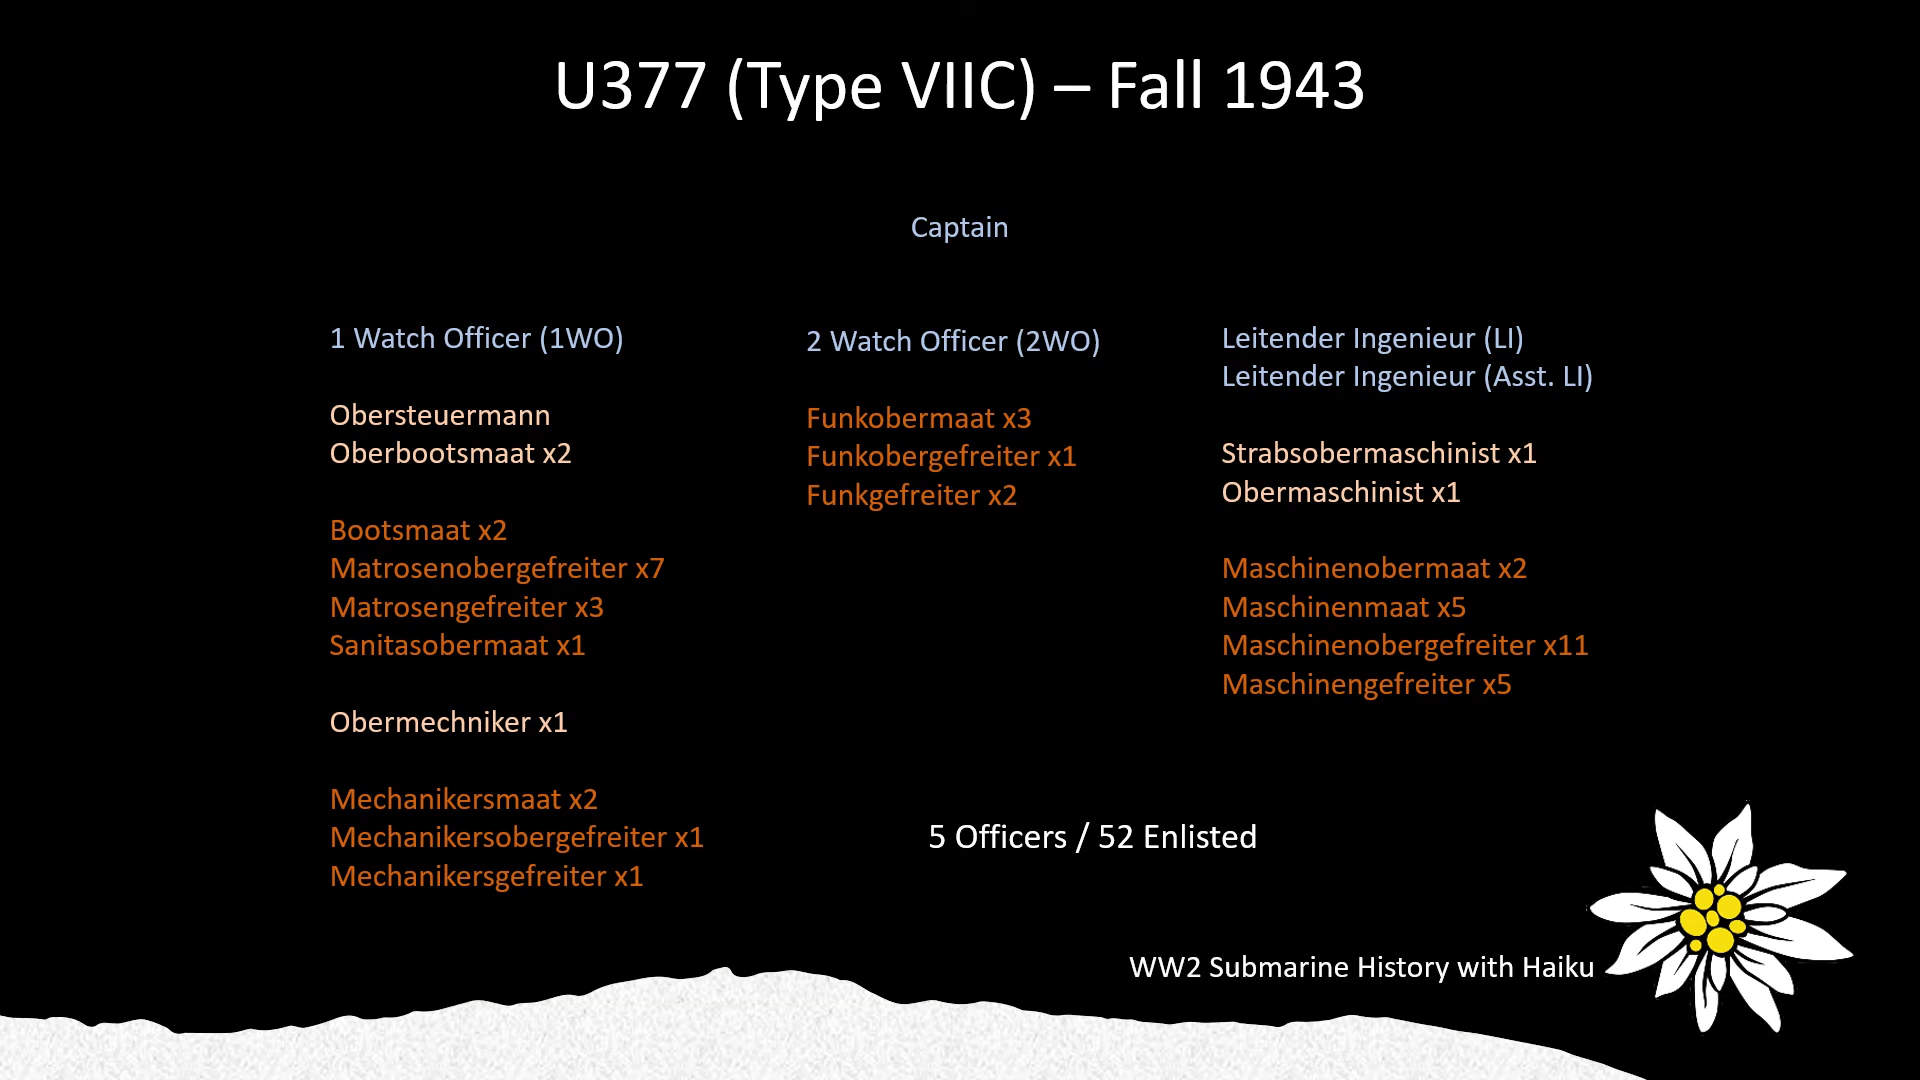 U377 (Type VIIC) – Fall 1943
Captain
1 Watch Officer (1WO)
Obersteuermann
Oberbootsmaat x2
Bootsmaat x2
Matrosenobergefreiter x7
Matrosengefreiter x3
Sanitasobermaat x1
Obermechniker x1
Mechanikersmaat x2
Mechanikersobergefreiter x1
Mechanikersgefreiter x1
2 Watch Officer (2WO)
Funkobermaat x3
Funkobergefreiter x1
Funkgefreiter x2
Leitender Ingenieur (LI)
Leitender Ingenieur (Asst. LI)
Strabsobermaschinist x1
Obermaschinist x1
Maschinenobermaat x2
Maschinenmaat x5
Maschinenobergefreiter x11
Maschinengefreiter x5
5 Officers / 52 Enlisted
WW2 Submarine History with Haiku